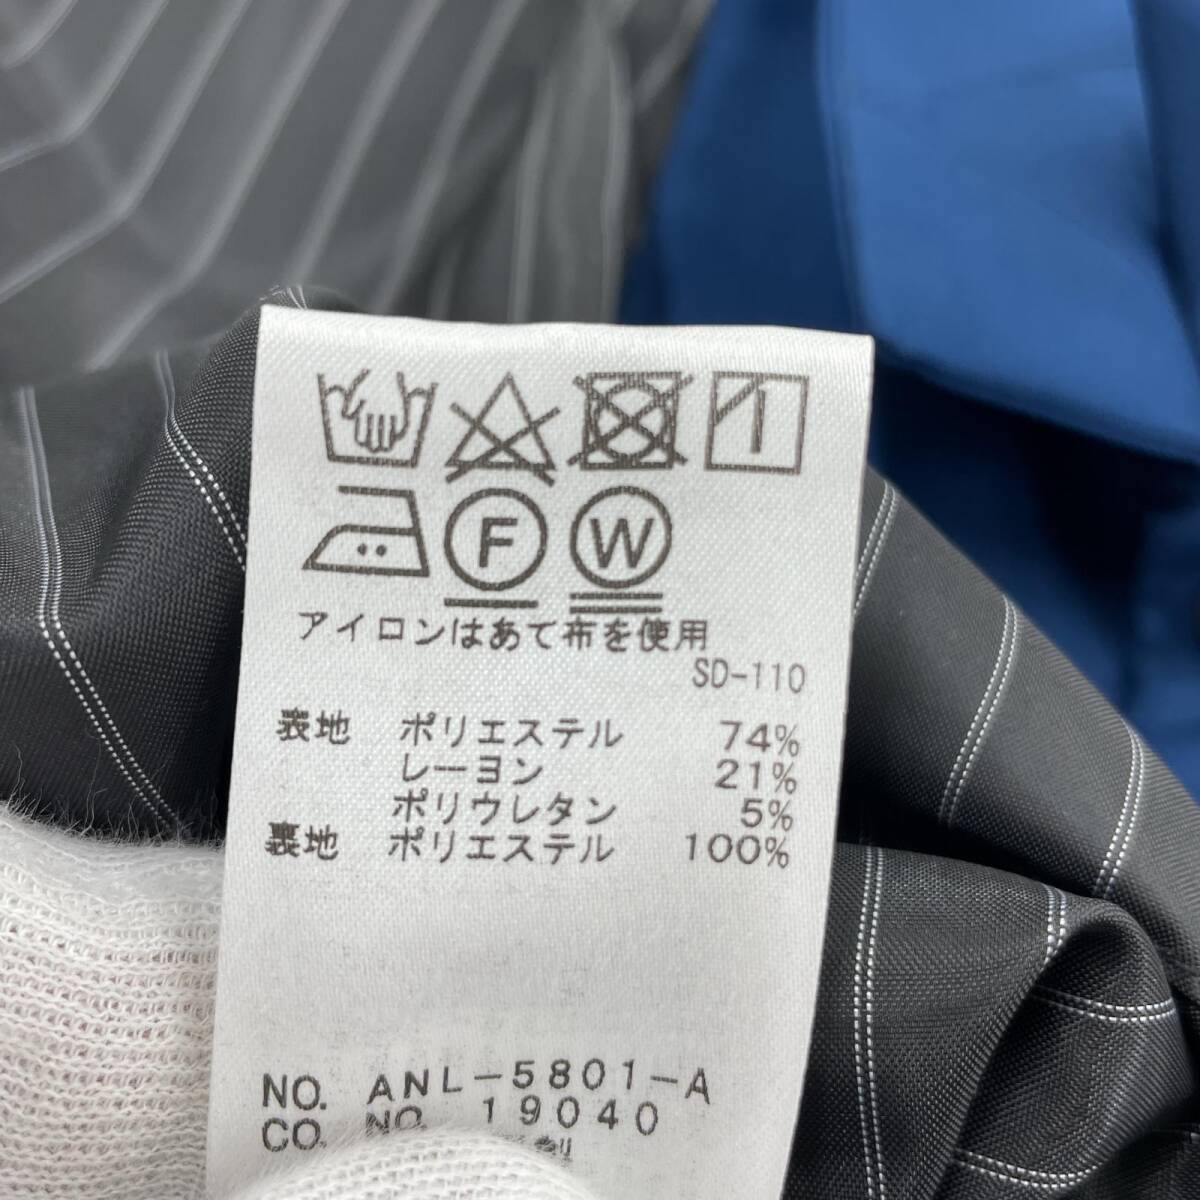 F W
アイロンはあて布を使用
SD-110
表地 ポリエステル 74%
レーヨン 21%
ポリウレタン 5%
裏地 ポリエステル 100%
NO. ANL-5801-A
CO. NO. 19040